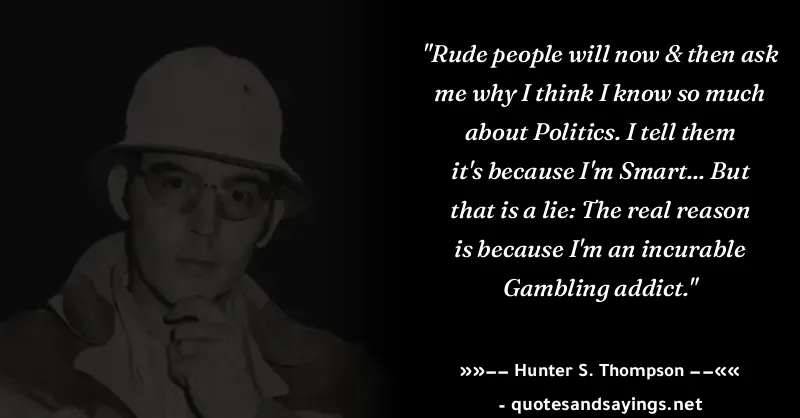 "Rude people will now & then ask
me why I think I know so much
about Politics. I tell them
it's because I'm Smart... But
that is a lie: The real reason
is because I'm an incurable
Gambling addict."
»»−− Hunter S. Thompson −−««
- quotesandsayings.net